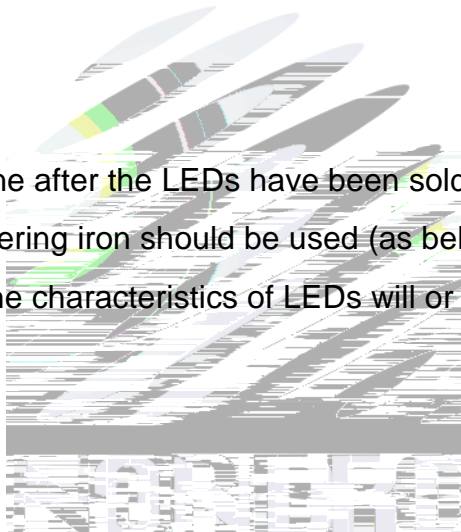 ne after the LEDs have been sold
ering iron should be used (as bel
ne characteristics of LEDs will or